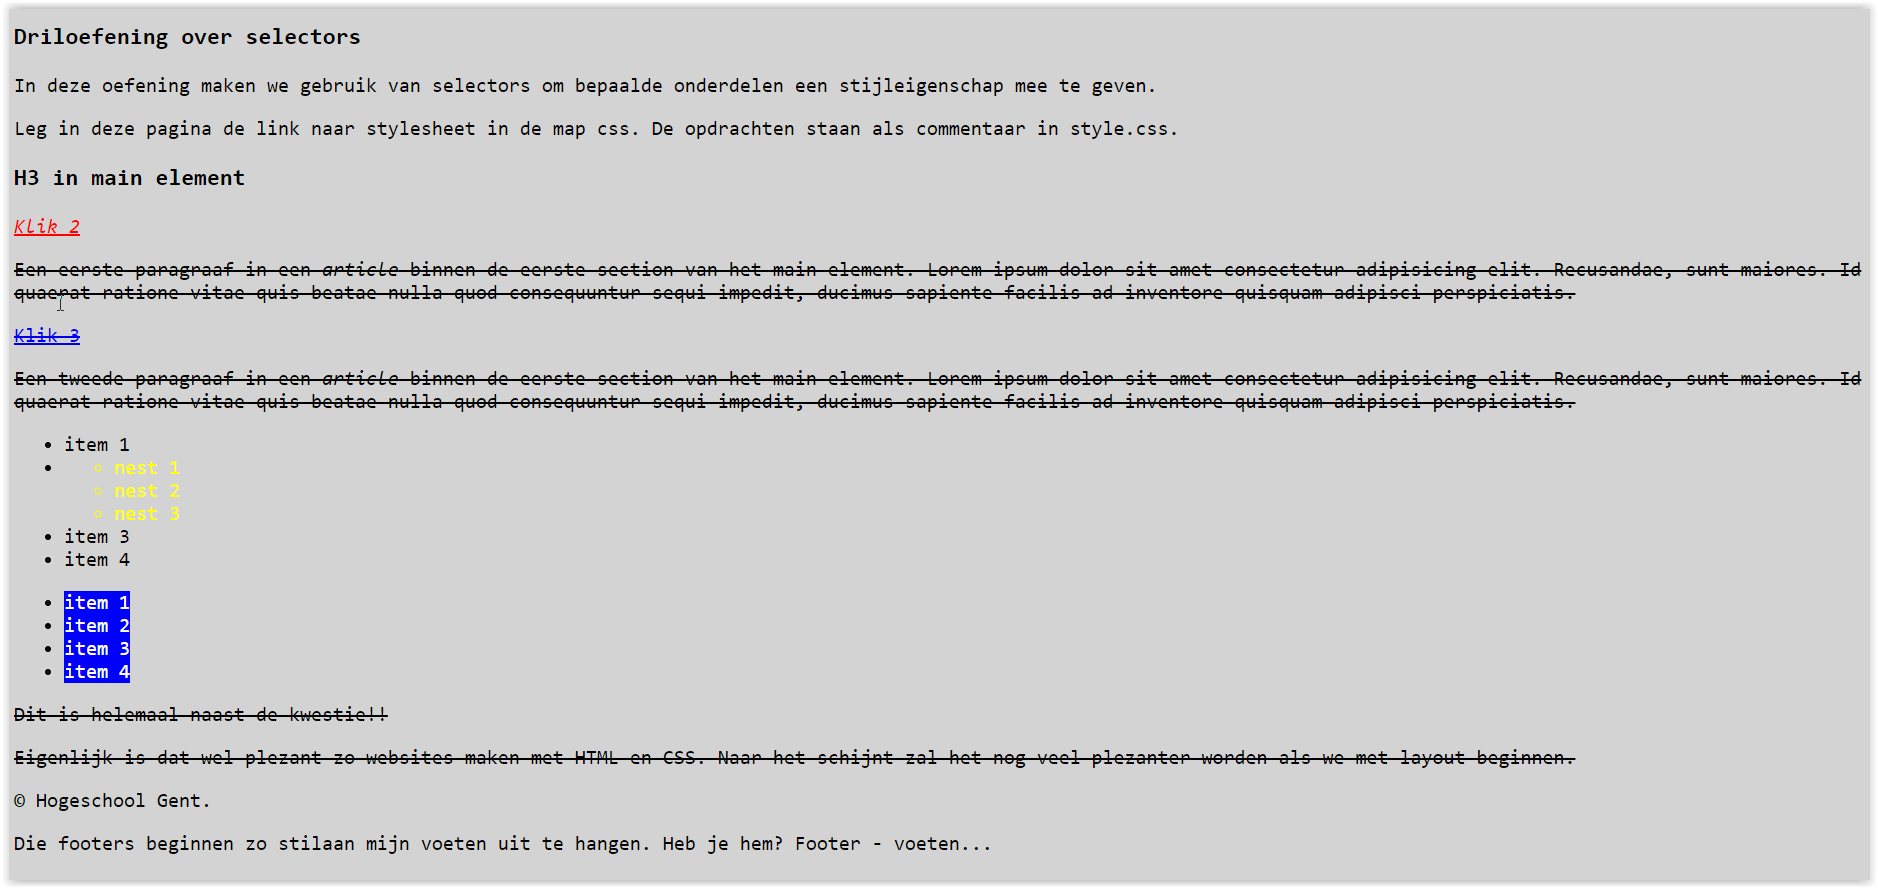 Driloefening over selectors
In deze oefening maken we gebruik van selectors om bepaalde onderdelen een stijleigenschap mee te geven.
Leg in deze pagina de link naar stylesheet in de map css. De opdrachten staan als commentaar in style.css.
H3 in main element
Klik 2
Een eerste paragraaf in een article binnen de eerste section van het main element. Lorem ipsum dolor sit amet consectetur adipisicing elit. Recusandae, sunt maiores. Id
quaerat ratione vitae quis beatae nulla quod consequuntur sequi impedit, ducimus sapiente facilis ad inventore quisquam adipisci perspiciatis.
Klik 3
Een tweede paragraaf in een article binnen de eerste section van het main element. Lorem ipsum dolor sit amet consectetur adipisicing elit. Recusandae, sunt maiores. Id
quaerat ratione vitae quis beatae nulla quod consequuntur sequi impedit, ducimus sapiente facilis ad inventore quisquam adipisci perspiciatis.
• item 1
• ◦ nest 1
◦ nest 2
◦ nest 3
• item 3
• item 4
• item 1
• item 2
• item 3
• item 4
Dit is helemaal naast de kwestie!!
Eigenlijk is dat wel plezant zo websites maken met HTML en CSS. Naar het schijnt zal het nog veel plezanter worden als we met layout beginnen.
© Hogeschool Gent.
Die footers beginnen zo stilaan mijn voeten uit te hangen. Heb je hem? Footer - voeten...